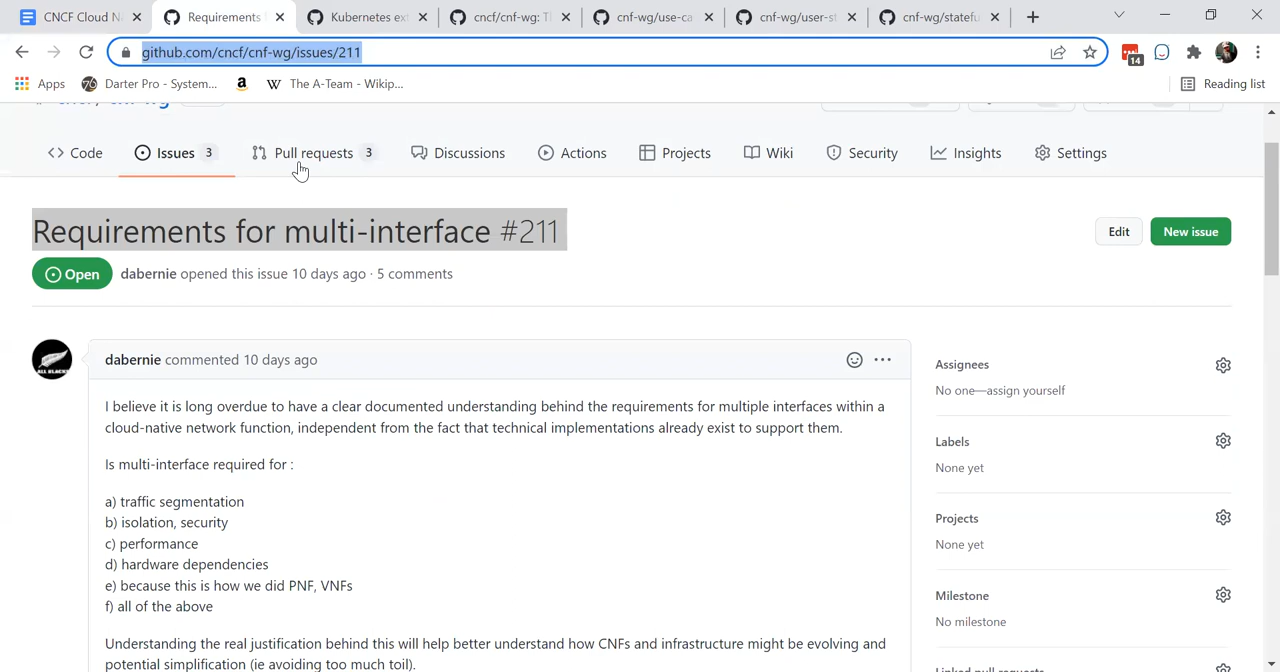 CNCF Cloud N
Requirements
Kubernetes ex
cncf/cnf-wg: T
cnf-wg/use-ca
cnf-wg/user-st
cnf-wg/statefu
github.com/cncf/cnf-wg/issues/211
14
Apps
Darter Pro - System...
a
W The A-Team - Wikip...
Reading list
Code
Issues 3
Pull requests 3
Discussions
Actions
Projects
Wiki
Security
Insights
Settings
Requirements for multi-interface #211
Edit
New issue
Open
dabernie opened this issue 10 days ago · 5 comments
ALL BLACKS
dabernie commented 10 days ago
I believe it is long overdue to have a clear documented understanding behind the requirements for multiple interfaces within a
cloud-native network function, independent from the fact that technical implementations already exist to support them.
Is multi-interface required for :
a) traffic segmentation
b) isolation, security
c) performance
d) hardware dependencies
e) because this is how we did PNF, VNFs
f) all of the above
Understanding the real justification behind this will help better understand how CNFs and infrastructure might be evolving and
potential simplification (ie avoiding too much toil).
Assignees
No one—assign yourself
Labels
None yet
Projects
None yet
Milestone
No milestone
Linked pull requests